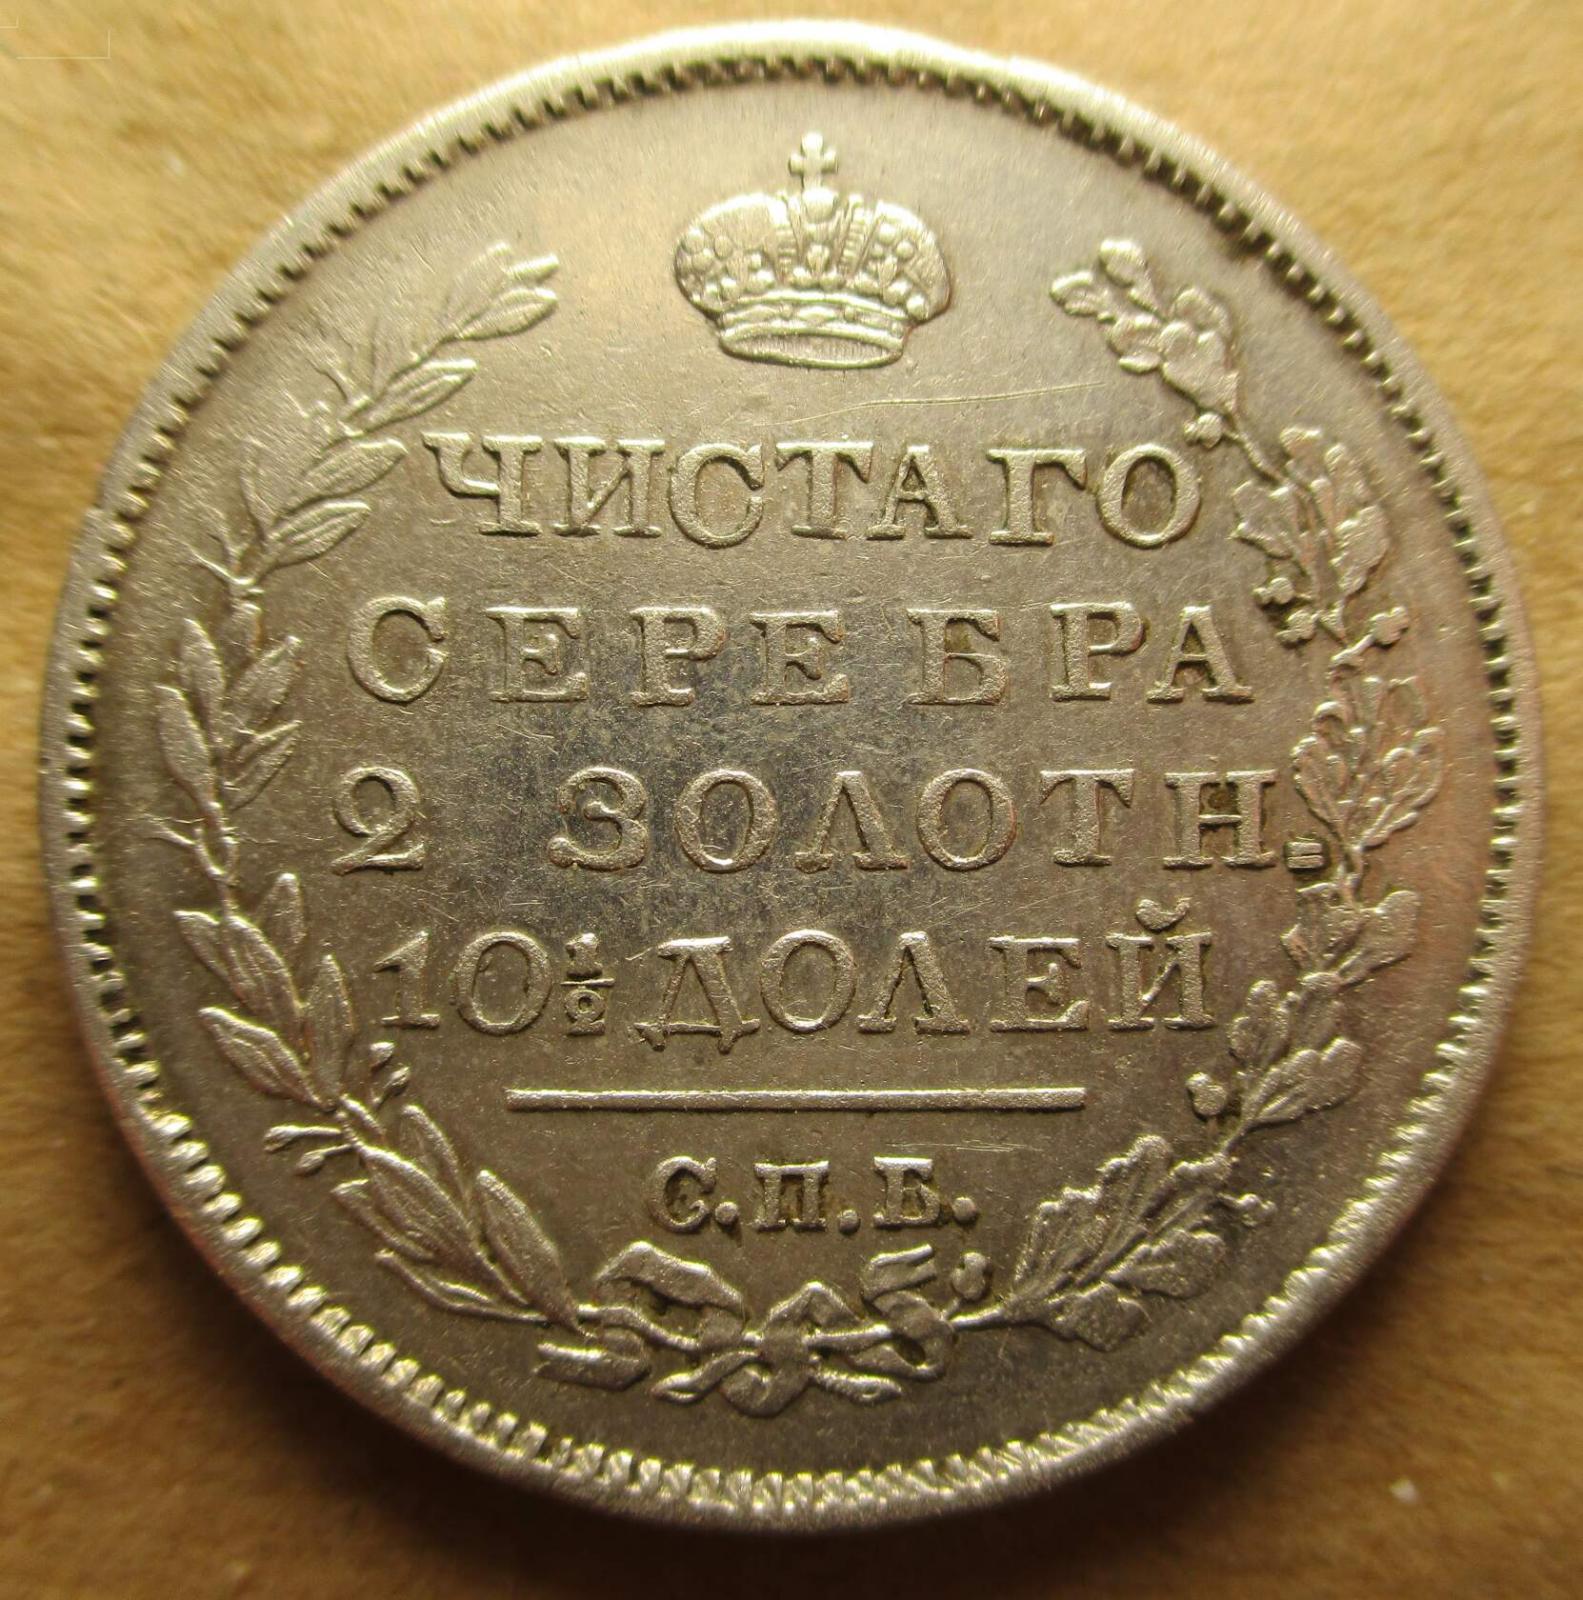 ЧИСТАГО
СЕРЕБРА
2 ЗОЛОТН.
10½ ДОЛЕЙ
С.П.Б.